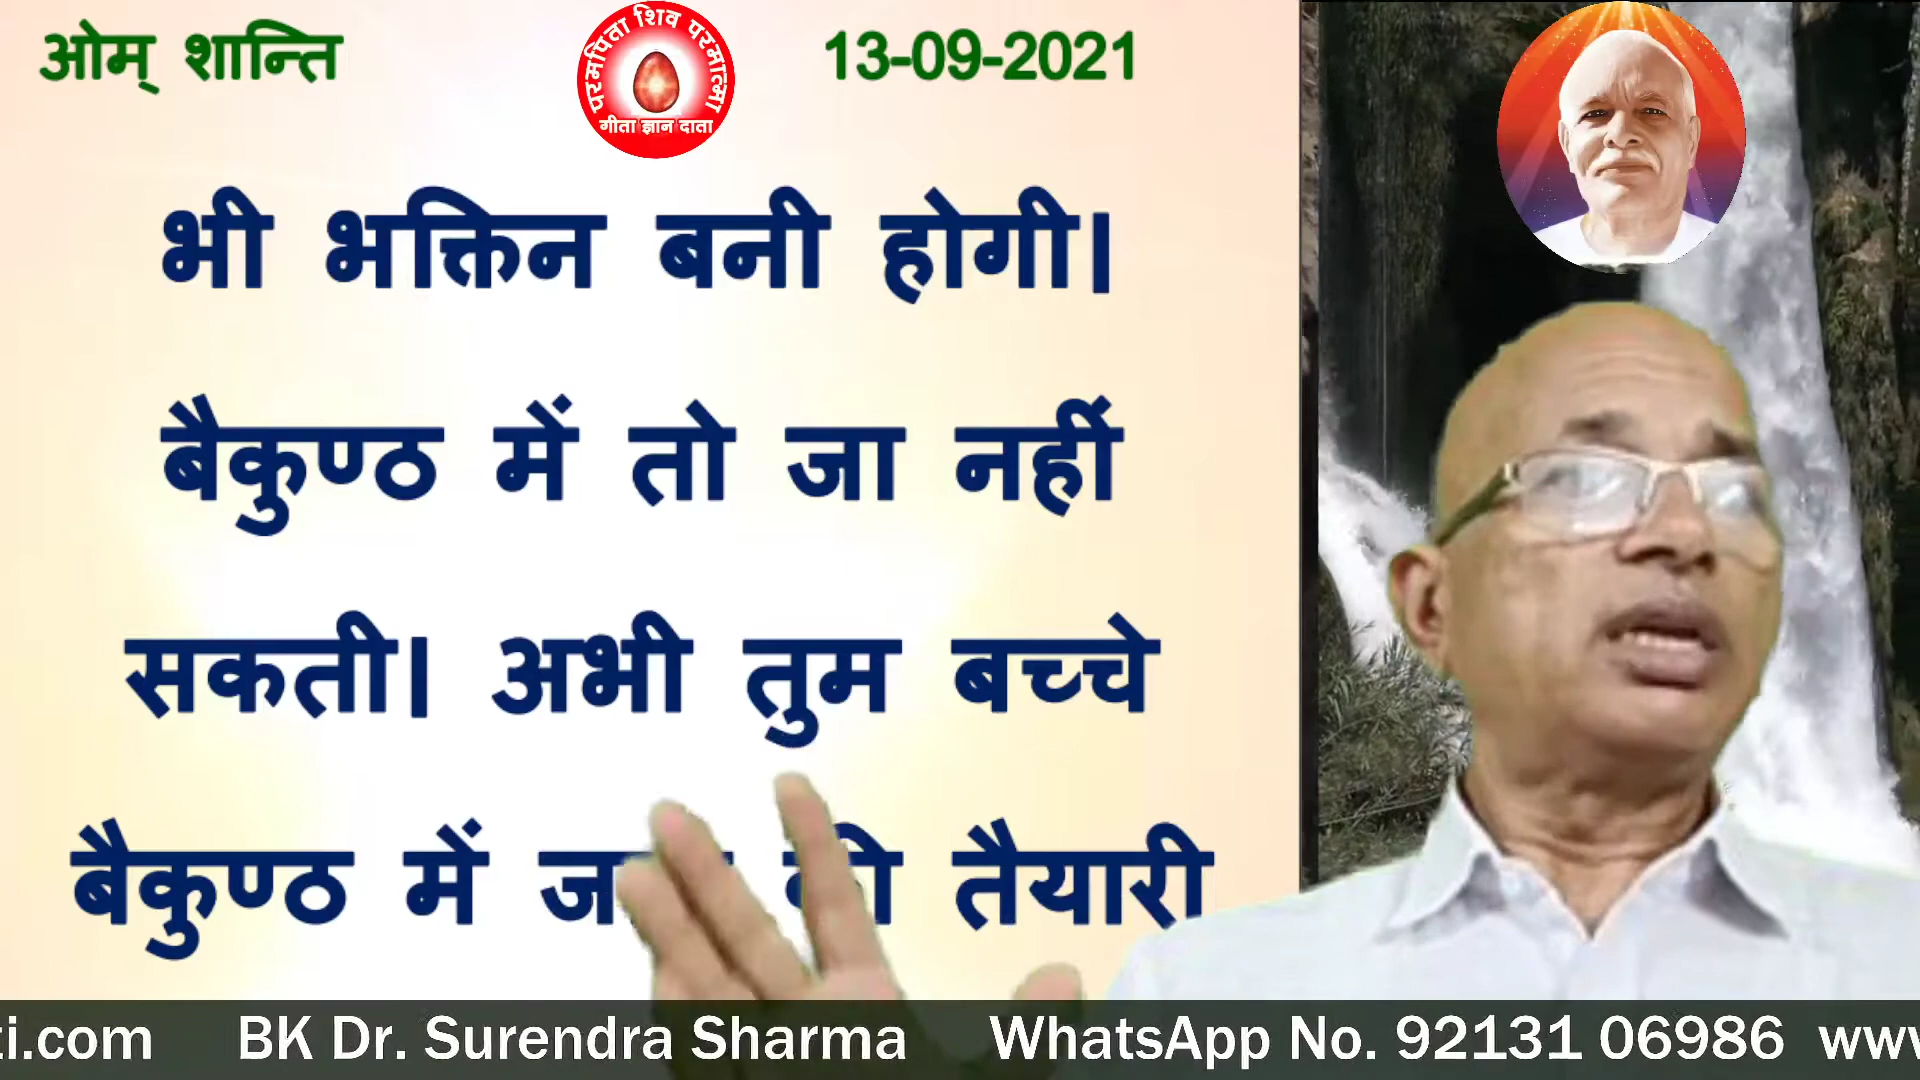 ओम् शान्ति
परमपिता शिव परमात्मा
गीता ज्ञान दाता
13-09-2021
भी भक्तिन बनी होगी।
बैकुण्ठ में तो जा नहीं
सकती। अभी तुम बच्चे
बैकुण्ठ में की तैयारी
ti.com BK Dr. Surendra Sharma WhatsApp No. 92131 06986 www